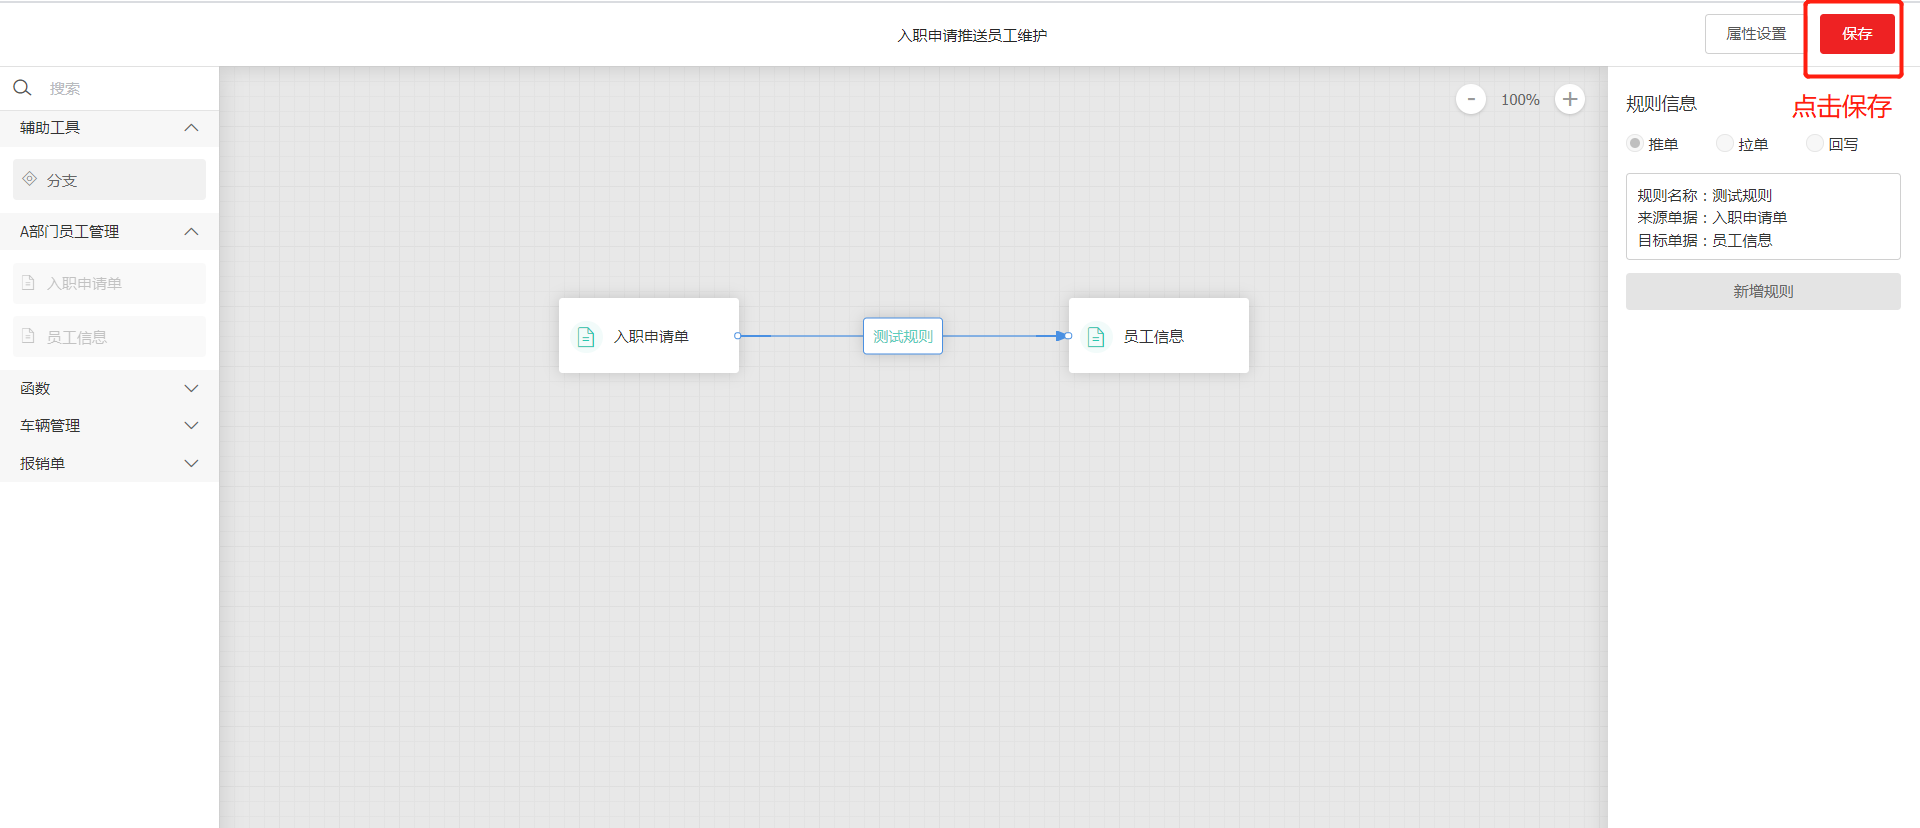 入职申请推送员工维护
属性设置
保存
搜索
辅助工具
分支
A部门员工管理
入职申请单
员工信息
函数
车辆管理
报销单
-
100%
+
入职申请单
测试规则
员工信息
规则信息
点击保存
推单
拉单
回写
规则名称：测试规则
来源单据：入职申请单
目标单据：员工信息
新增规则